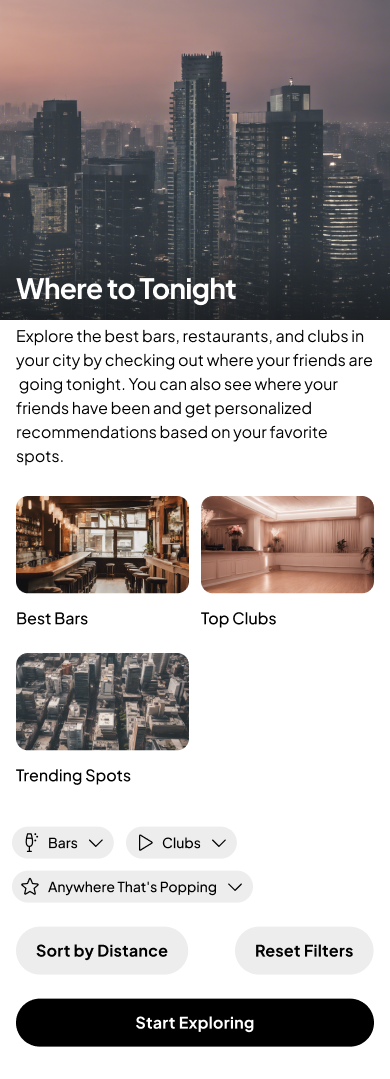 Where to Tonight
Explore the best bars, restaurants, and clubs in
your city by checking out where your friends are
going tonight. You can also see where your
friends have been and get personalized
recommendations based on your favorite
spots.
Best Bars
Top Clubs
Trending Spots
Bars
Clubs
Anywhere That's Popping
Sort by Distance
Reset Filters
Start Exploring